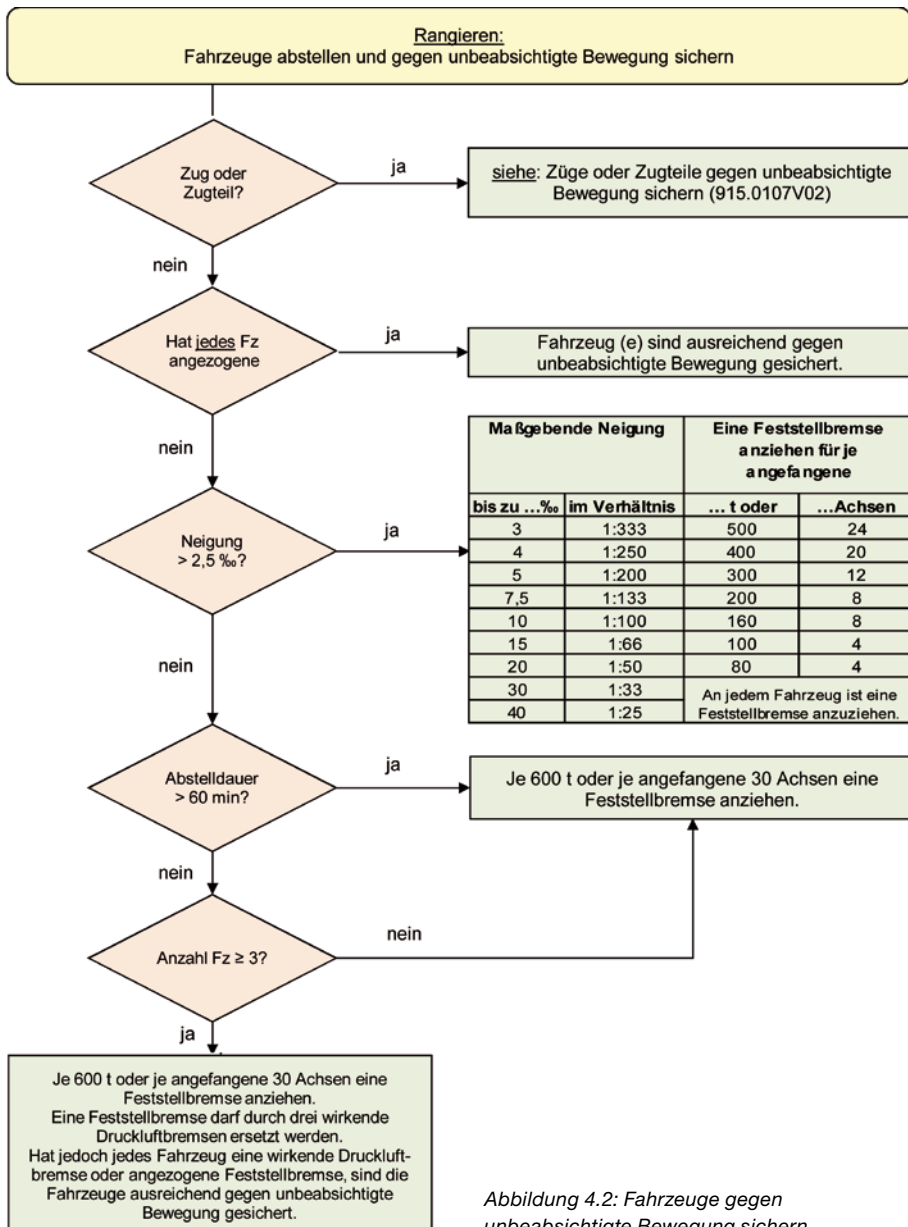 Rangieren:
Fahrzeuge abstellen und gegen unbeabsichtigte Bewegung sichern
Zug oder
Zugteil?
ja
siehe: Züge oder Zugteile gegen unbeabsichtigte
Bewegung sichern (915.0107V02)
nein
Hat jedes Fz
angezogene
ja
Fahrzeug (e) sind ausreichend gegen
unbeabsichtigte Bewegung gesichert.
nein
Neigung
> 2,5 ‰?
ja
Maßgebende Neigung Eine Feststellbremse
anziehen für je
angefangene
bis zu ...‰ im Verhältnis ... t oder ...Achsen
3 1:333 500 24
4 1:250 400 20
5 1:200 300 12
7,5 1:133 200 8
10 1:100 160 8
15 1:66 100 4
20 1:50 80 4
30 1:33 An jedem Fahrzeug ist eine
40 1:25 Feststellbremse anzuziehen.
nein
Abstelldauer
> 60 min?
ja
Je 600 t oder je angefangene 30 Achsen eine
Feststellbremse anziehen.
nein
Anzahl Fz ≥ 3?
nein
ja
Je 600 t oder je angefangene 30 Achsen eine
Feststellbremse anziehen.
Eine Feststellbremse darf durch drei wirkende
Druckluftbremsen ersetzt werden.
Hat jedoch jedes Fahrzeug eine wirkende Druckluft-
bremse oder angezogene Feststellbremse, sind die
Fahrzeuge ausreichend gegen unbeabsichtigte
Bewegung gesichert.
Abbildung 4.2: Fahrzeuge gegen
unbeabsichtigte Bewegung sichern